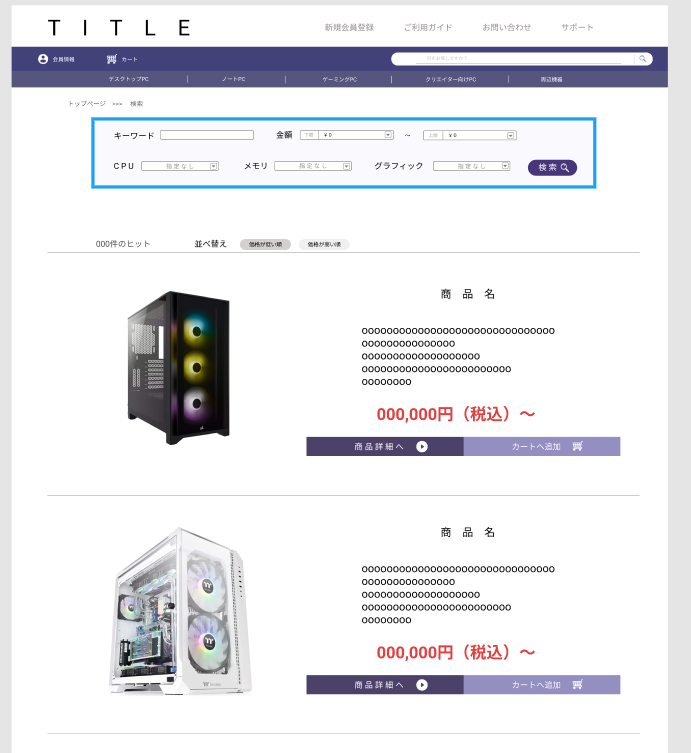 TITLE 新規会員登録 ご利用ガイド お問い合わせ サポート
会員情報 カート 何をお探しですか？
デスクトップPC ノートPC ゲーミングPC クリエイター向けPC 周辺機器
トップページ >>> 検索
キーワード 金額 下限 ¥0 ～ 上限 ¥0
CPU 指定なし メモリ 指定なし グラフィック 指定なし 検索
000件のヒット 並べ替え 価格が低い順 価格が高い順
商品名
ooooooooooooooooooooooooooooooo
ooooooooooooooo
ooooooooooooooooooo
oooooooooooooooooooooooo
oooooooo
000,000円（税込）～
商品詳細へ カートへ追加
商品名
ooooooooooooooooooooooooooooooo
ooooooooooooooo
ooooooooooooooooooo
oooooooooooooooooooooooo
oooooooo
000,000円（税込）～
商品詳細へ カートへ追加